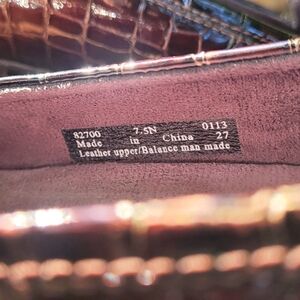 82700 7.5N 0113
Made in China 27
Leather upper/Balance man made